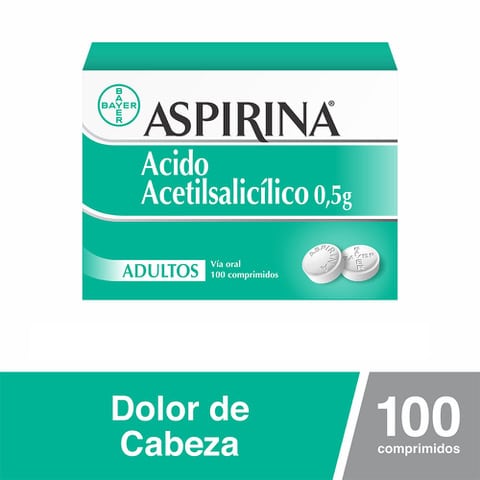 BAYER
BAYER
ASPIRINA®
Acido
Acetilsalicílico 0,5g
ADULTOS
Vía oral
100 comprimidos
ASPIRINA
Dolor de
Cabeza
100
comprimidos